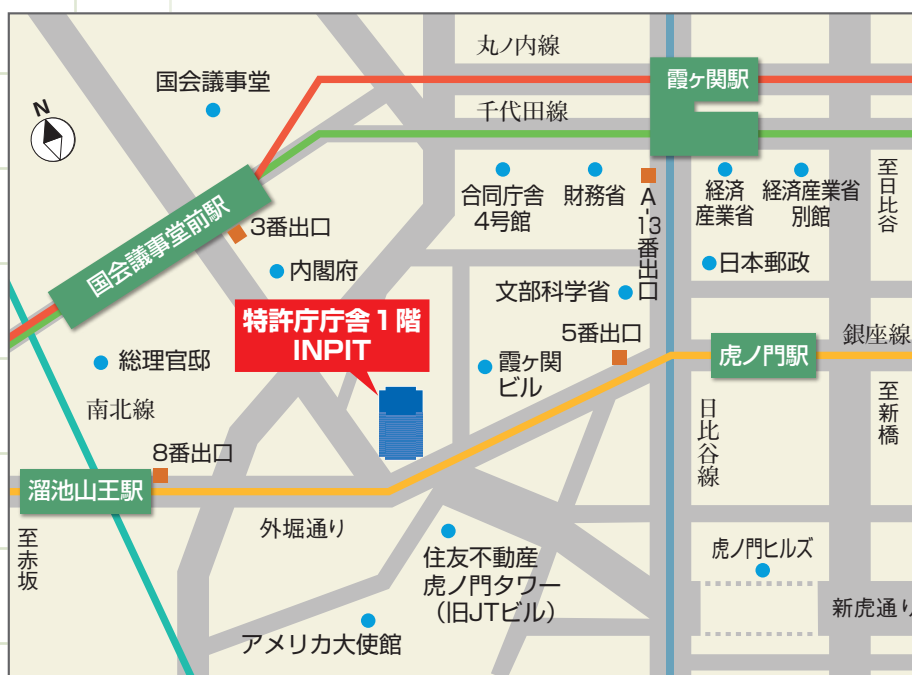 丸ノ内線
国会議事堂
霞ヶ関駅
N
千代田線
合同庁舎
4号館
財務省
A-13番出口
経済
産業省
経済産業省
別館
至日比谷
国会議事堂前駅
3番出口
内閣府
日本郵政
文部科学省
特許庁庁舎1階
INPIT
5番出口
銀座線
虎ノ門駅
総理官邸
霞ヶ関
ビル
南北線
至新橋
日比谷線
8番出口
溜池山王駅
外堀通り
至赤坂
住友不動産
虎ノ門タワー
(旧JTビル)
虎ノ門ヒルズ
新虎通り
アメリカ大使館